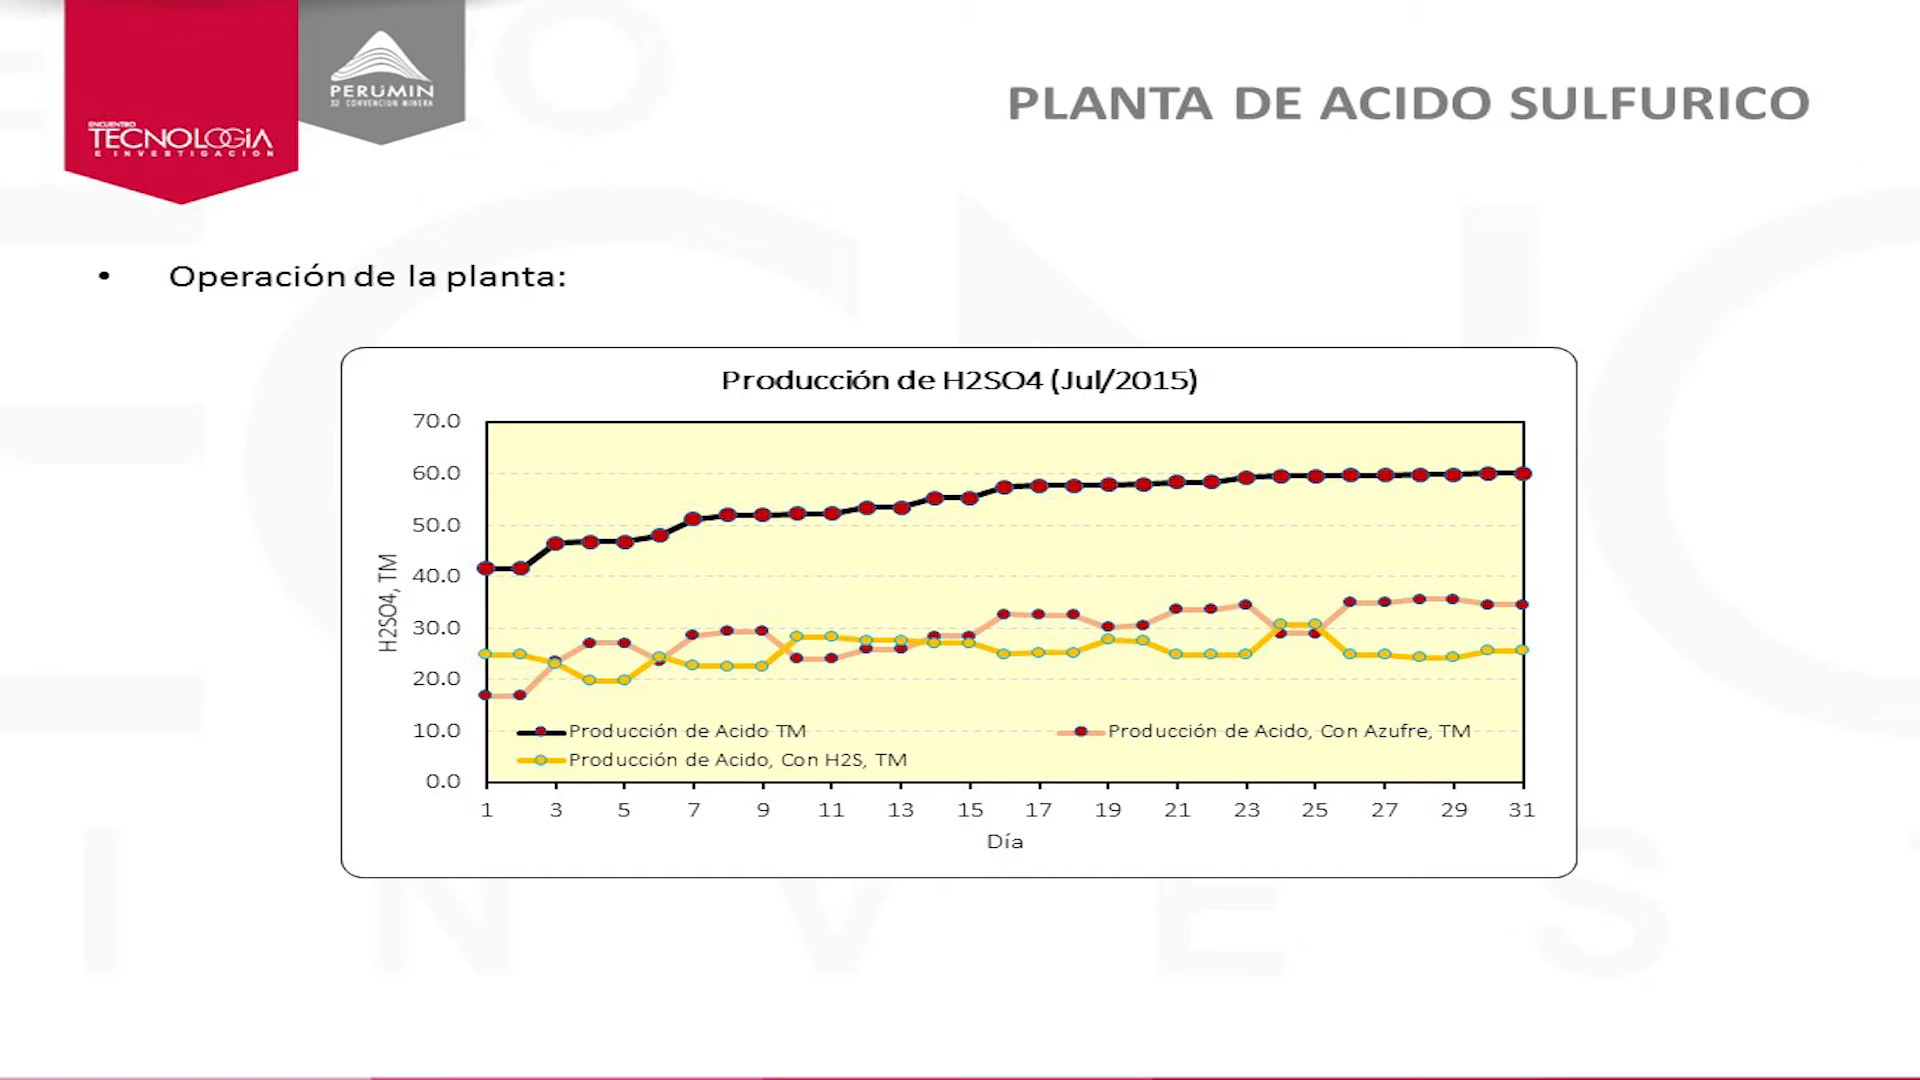 ENCUENTRO
TECNOLOGÍA
E INVESTIGACION
PERÚMIN
32 CONVENCION MINERA
PLANTA DE ACIDO SULFURICO
• Operación de la planta:
Producción de H2SO4 (Jul/2015)
70.0
60.0
50.0
40.0
30.0
20.0
10.0
0.0
H2SO4, TM
Producción de Acido TM
Producción de Acido, Con Azufre, TM
Producción de Acido, Con H2S, TM
1 3 5 7 9 11 13 15 17 19 21 23 25 27 29 31
Día